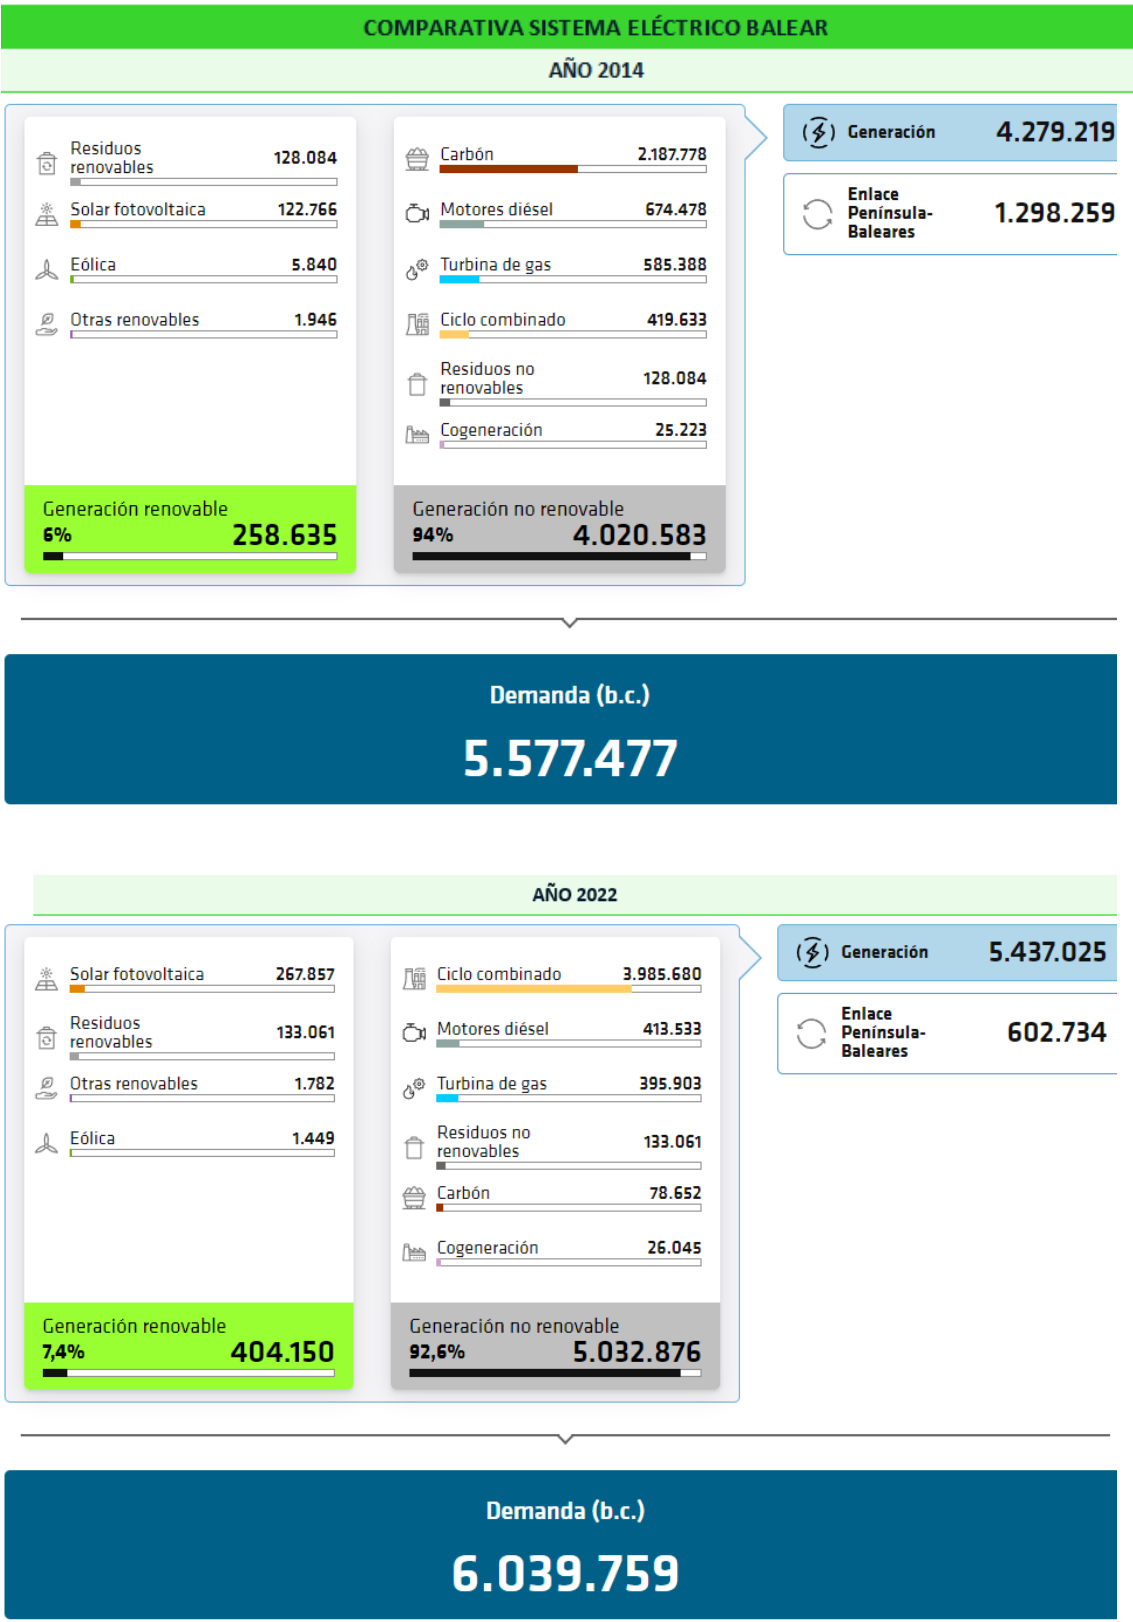 COMPARATIVA SISTEMA ELÉCTRICO BALEAR
AÑO 2014
Residuos
renovables 128.084
Solar fotovoltaica 122.766
Eólica 5.840
Otras renovables 1.946
Generación renovable
6% 258.635
Carbón 2.187.778
Motores diésel 674.478
Turbina de gas 585.388
Ciclo combinado 419.633
Residuos no
renovables 128.084
Cogeneración 25.223
Generación no renovable
94% 4.020.583
Generación 4.279.219
Enlace
Península-
Baleares 1.298.259
Demanda (b.c.)
5.577.477
AÑO 2022
Solar fotovoltaica 267.857
Residuos
renovables 133.061
Otras renovables 1.782
Eólica 1.449
Generación renovable
7,4% 404.150
Ciclo combinado 3.985.680
Motores diésel 413.533
Turbina de gas 395.903
Residuos no
renovables 133.061
Carbón 78.652
Cogeneración 26.045
Generación no renovable
92,6% 5.032.876
Generación 5.437.025
Enlace
Península-
Baleares 602.734
Demanda (b.c.)
6.039.759